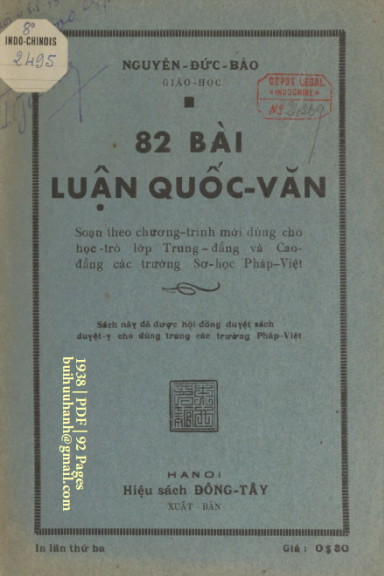 8°
INDO-CHINOIS
2495
NGUYỄN-ĐỨC-BẢO
GIÁO-HỌC
DÉPOT LEGAL
INDOCHINE
Nº
82 BÀI
LUẬN QUỐC-VĂN
Soạn theo chương-trình mới dùng cho
học-trò lớp Trung-đẳng và Cao-
đẳng các trường Sơ-học Pháp-Việt
Sách này đã được hội đồng duyệt sách
duyệt-y cho dùng trong các trường Pháp-Việt
1938 | PDF | 92 Pages
buihuuhanh@gmail.com
HANOI
Hiệu sách ĐÔNG-TÂY
XUẤT-BẢN
In lần thứ ba
Giá: 0$80